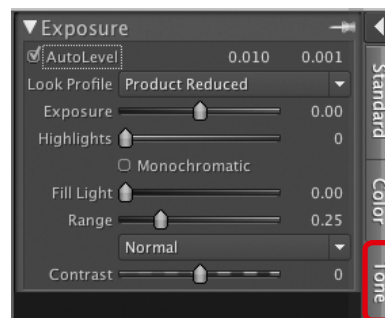 Exposure
AutoLevel 0.010 0.001
Look Profile Product Reduced
Exposure 0.00
Highlights 0
Monochromatic
Fill Light 0.00
Range 0.25
Normal
Contrast 0
Standard
Color
Tone